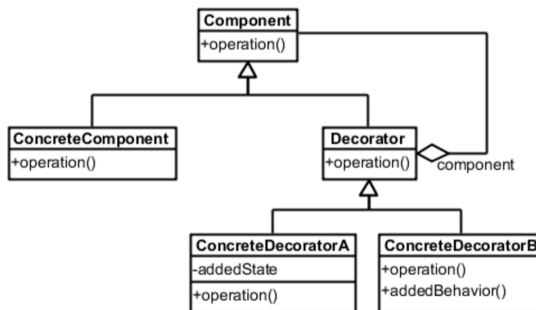 Component
+operation()
ConcreteComponent
+operation()
Decorator
+operation()
component
ConcreteDecoratorA
-addedState
+operation()
ConcreteDecoratorB
+operation()
+addedBehavior()